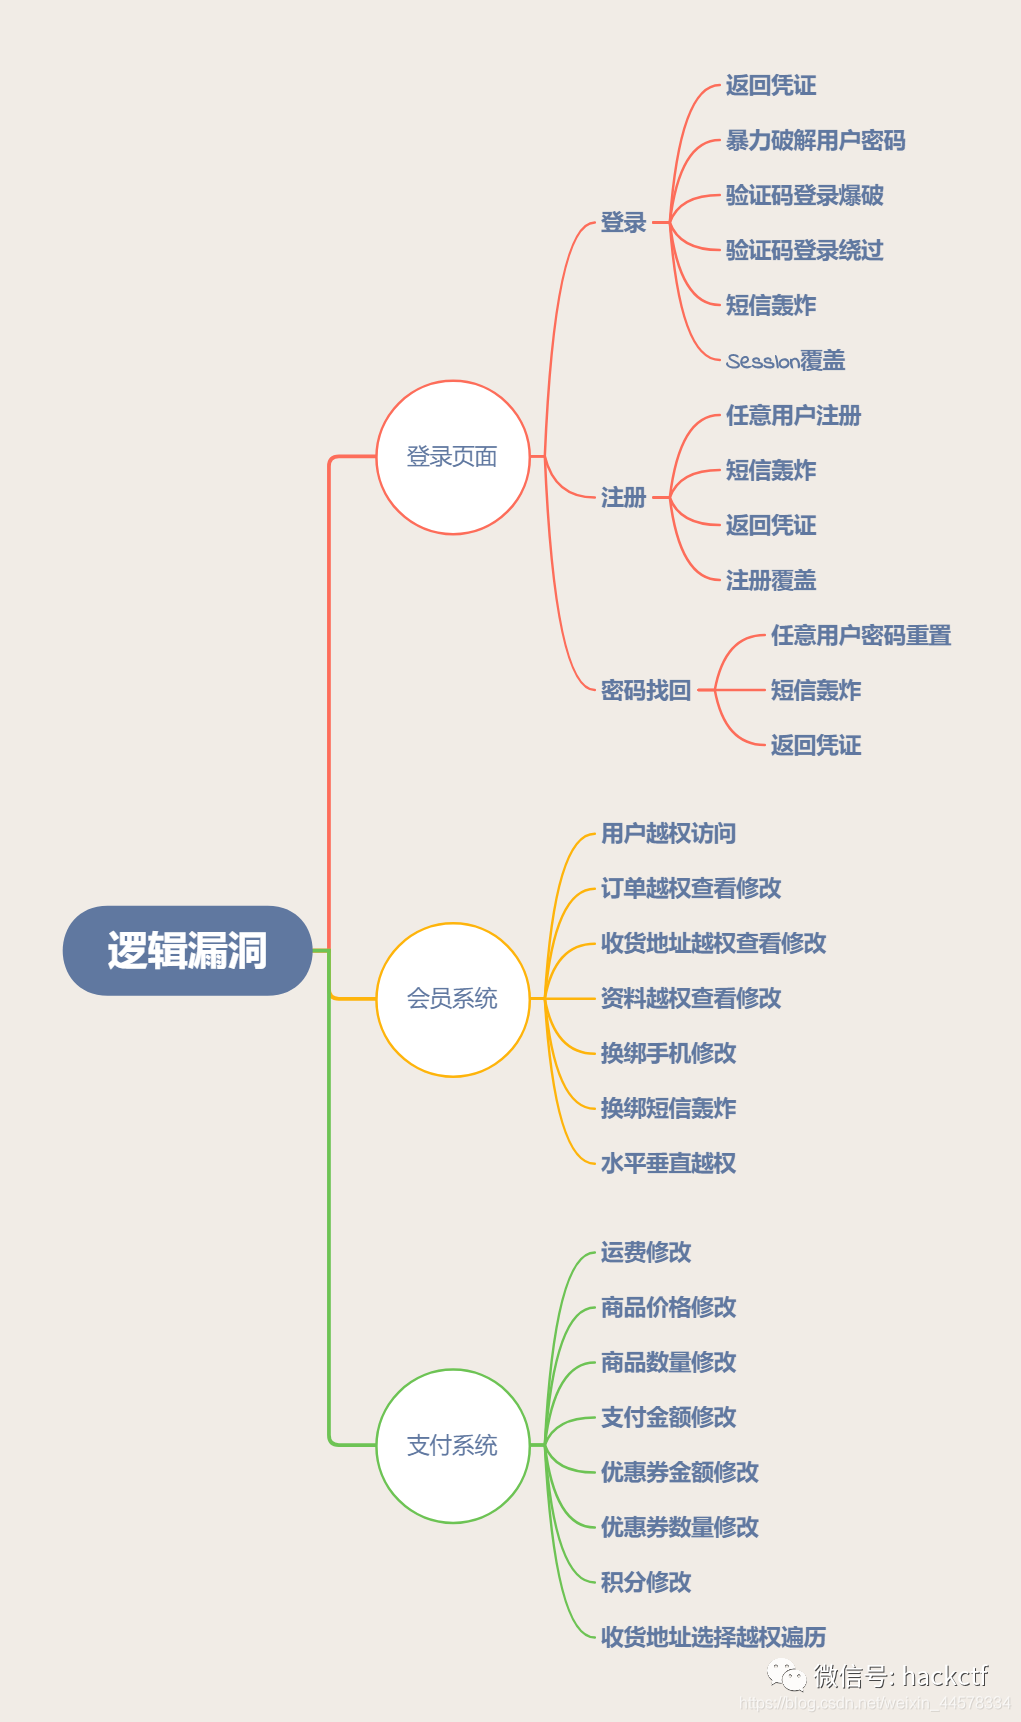 逻辑漏洞
登录页面
登录
返回凭证
暴力破解用户密码
验证码登录爆破
验证码登录绕过
短信轰炸
Session覆盖
注册
任意用户注册
短信轰炸
返回凭证
注册覆盖
密码找回
任意用户密码重置
短信轰炸
返回凭证
会员系统
用户越权访问
订单越权查看修改
收货地址越权查看修改
资料越权查看修改
换绑手机修改
换绑短信轰炸
水平垂直越权
支付系统
运费修改
商品价格修改
商品数量修改
支付金额修改
优惠券金额修改
优惠券数量修改
积分修改
收货地址选择越权遍历
微信号: hackctf
https://blog.csdn.net/weixin_44578334